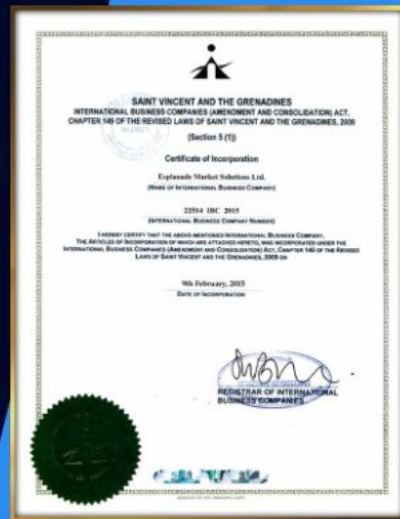 SAINT VINCENT AND THE GRENADINES
INTERNATIONAL BUSINESS COMPANIES (AMENDMENT AND CONSOLIDATION) ACT,
CHAPTER 149 OF THE REVISED LAWS OF SAINT VINCENT AND THE GRENADINES, 2009
(Section 5 (1))
Certificate of Incorporation
Esplanade Market Solutions Ltd.
(NAME OF INTERNATIONAL BUSINESS COMPANY)
22514 IBC 2015
(INTERNATIONAL BUSINESS COMPANY NUMBER)
I HEREBY CERTIFY THAT THE ABOVE-MENTIONED INTERNATIONAL BUSINESS COMPANY,
THE ARTICLES OF INCORPORATION OF WHICH ARE ATTACHED HERETO, WAS INCORPORATED UNDER THE
INTERNATIONAL BUSINESS COMPANIES (AMENDMENT AND CONSOLIDATION) ACT, CHAPTER 149 OF THE REVISED
LAWS OF SAINT VINCENT AND THE GRENADINES, 2009 ON
9th February, 2015
DATE OF INCORPORATION
REGISTRAR OF INTERNATIONAL
BUSINESS COMPANIES